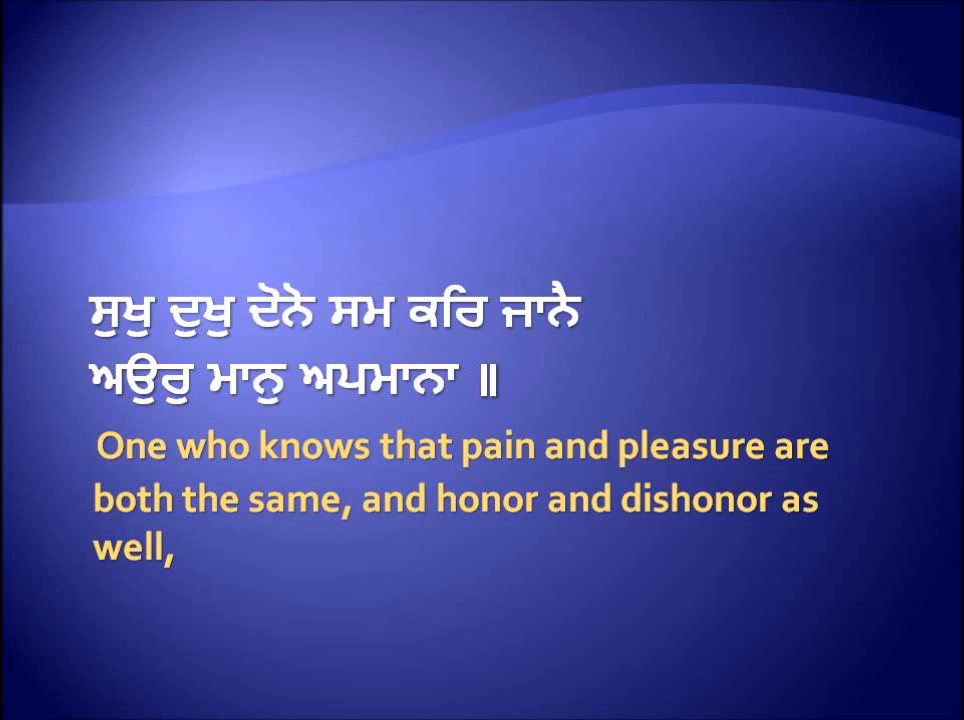 ਸੁਖੁ ਦੁਖੁ ਦੋਨੋ ਸਮ ਕਰਿ ਜਾਨੈ
ਅਉਰੁ ਮਾਨੁ ਅਪਮਾਨਾ ॥
One who knows that pain and pleasure are
both the same, and honor and dishonor as
well,